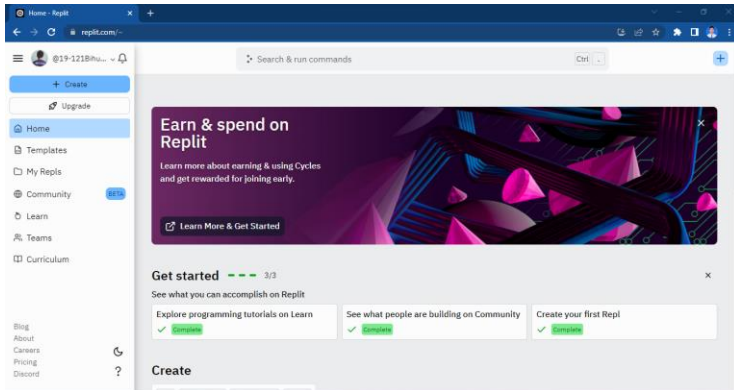 Home - Replit
replit.com/~
@19-121Bihu...
Search & run commands
Ctrl .
+ Create
Upgrade
Home
Templates
My Repls
Community BETA
Learn
Teams
Curriculum
Blog
About
Careers
Pricing
Discord
?
Earn & spend on
Replit
Learn more about earning & using Cycles
and get rewarded for joining early.
Learn More & Get Started
Get started 3/3
See what you can accomplish on Replit
Explore programming tutorials on Learn
Complete
See what people are building on Community
Complete
Create your first Repl
Complete
Create